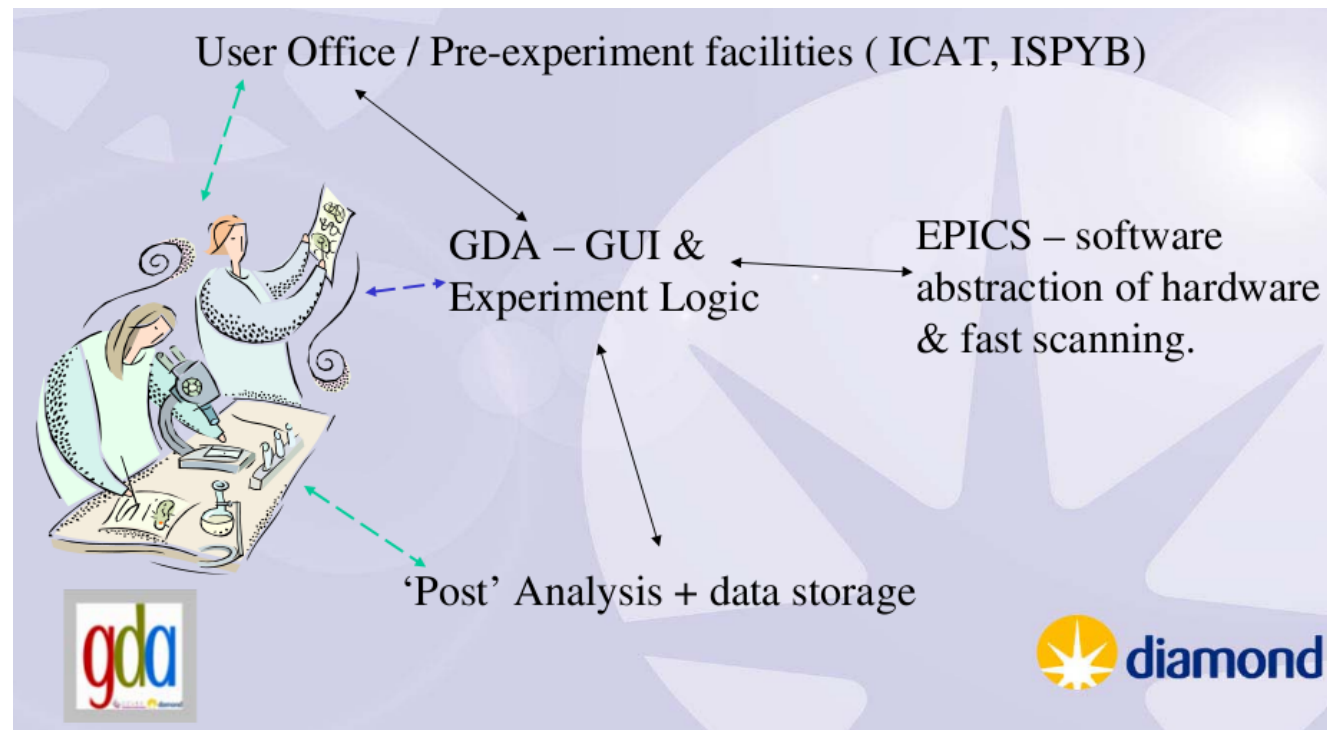 User Office / Pre-experiment facilities ( ICAT, ISPYB)
GDA – GUI &
Experiment Logic
EPICS – software
abstraction of hardware
& fast scanning.
‘Post’ Analysis + data storage
gda
diamond
diamond